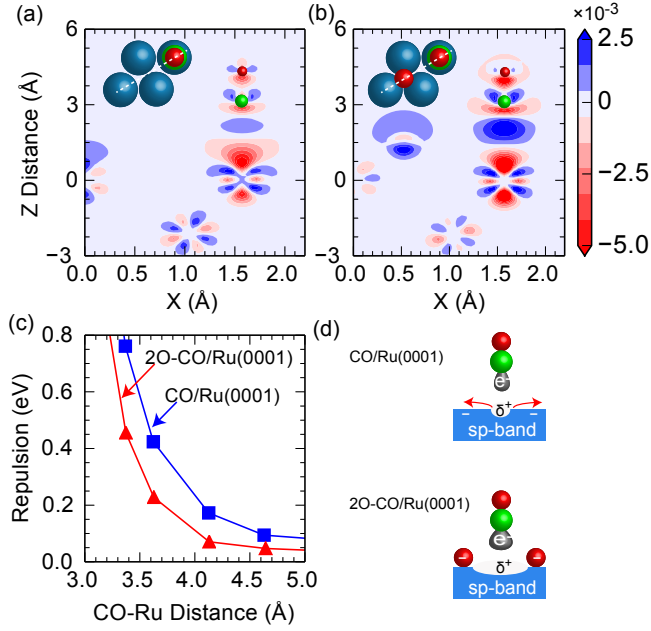 (a)
(b)
×10⁻³
Z Distance (Å)
6
3
0
−3
0.0 0.5 1.0 1.5 2.0
X (Å)
0.0 0.5 1.0 1.5 2.0
X (Å)
2.5
0
−2.5
−5.0
(c)
Repulsion (eV)
0.8
0.6
0.4
0.2
0.0
2O-CO/Ru(0001)
CO/Ru(0001)
3.0 3.5 4.0 4.5 5.0
CO-Ru Distance (Å)
(d)
CO/Ru(0001)
e⁻
− δ⁺ −
sp-band
2O-CO/Ru(0001)
e⁻
− δ⁺ −
sp-band